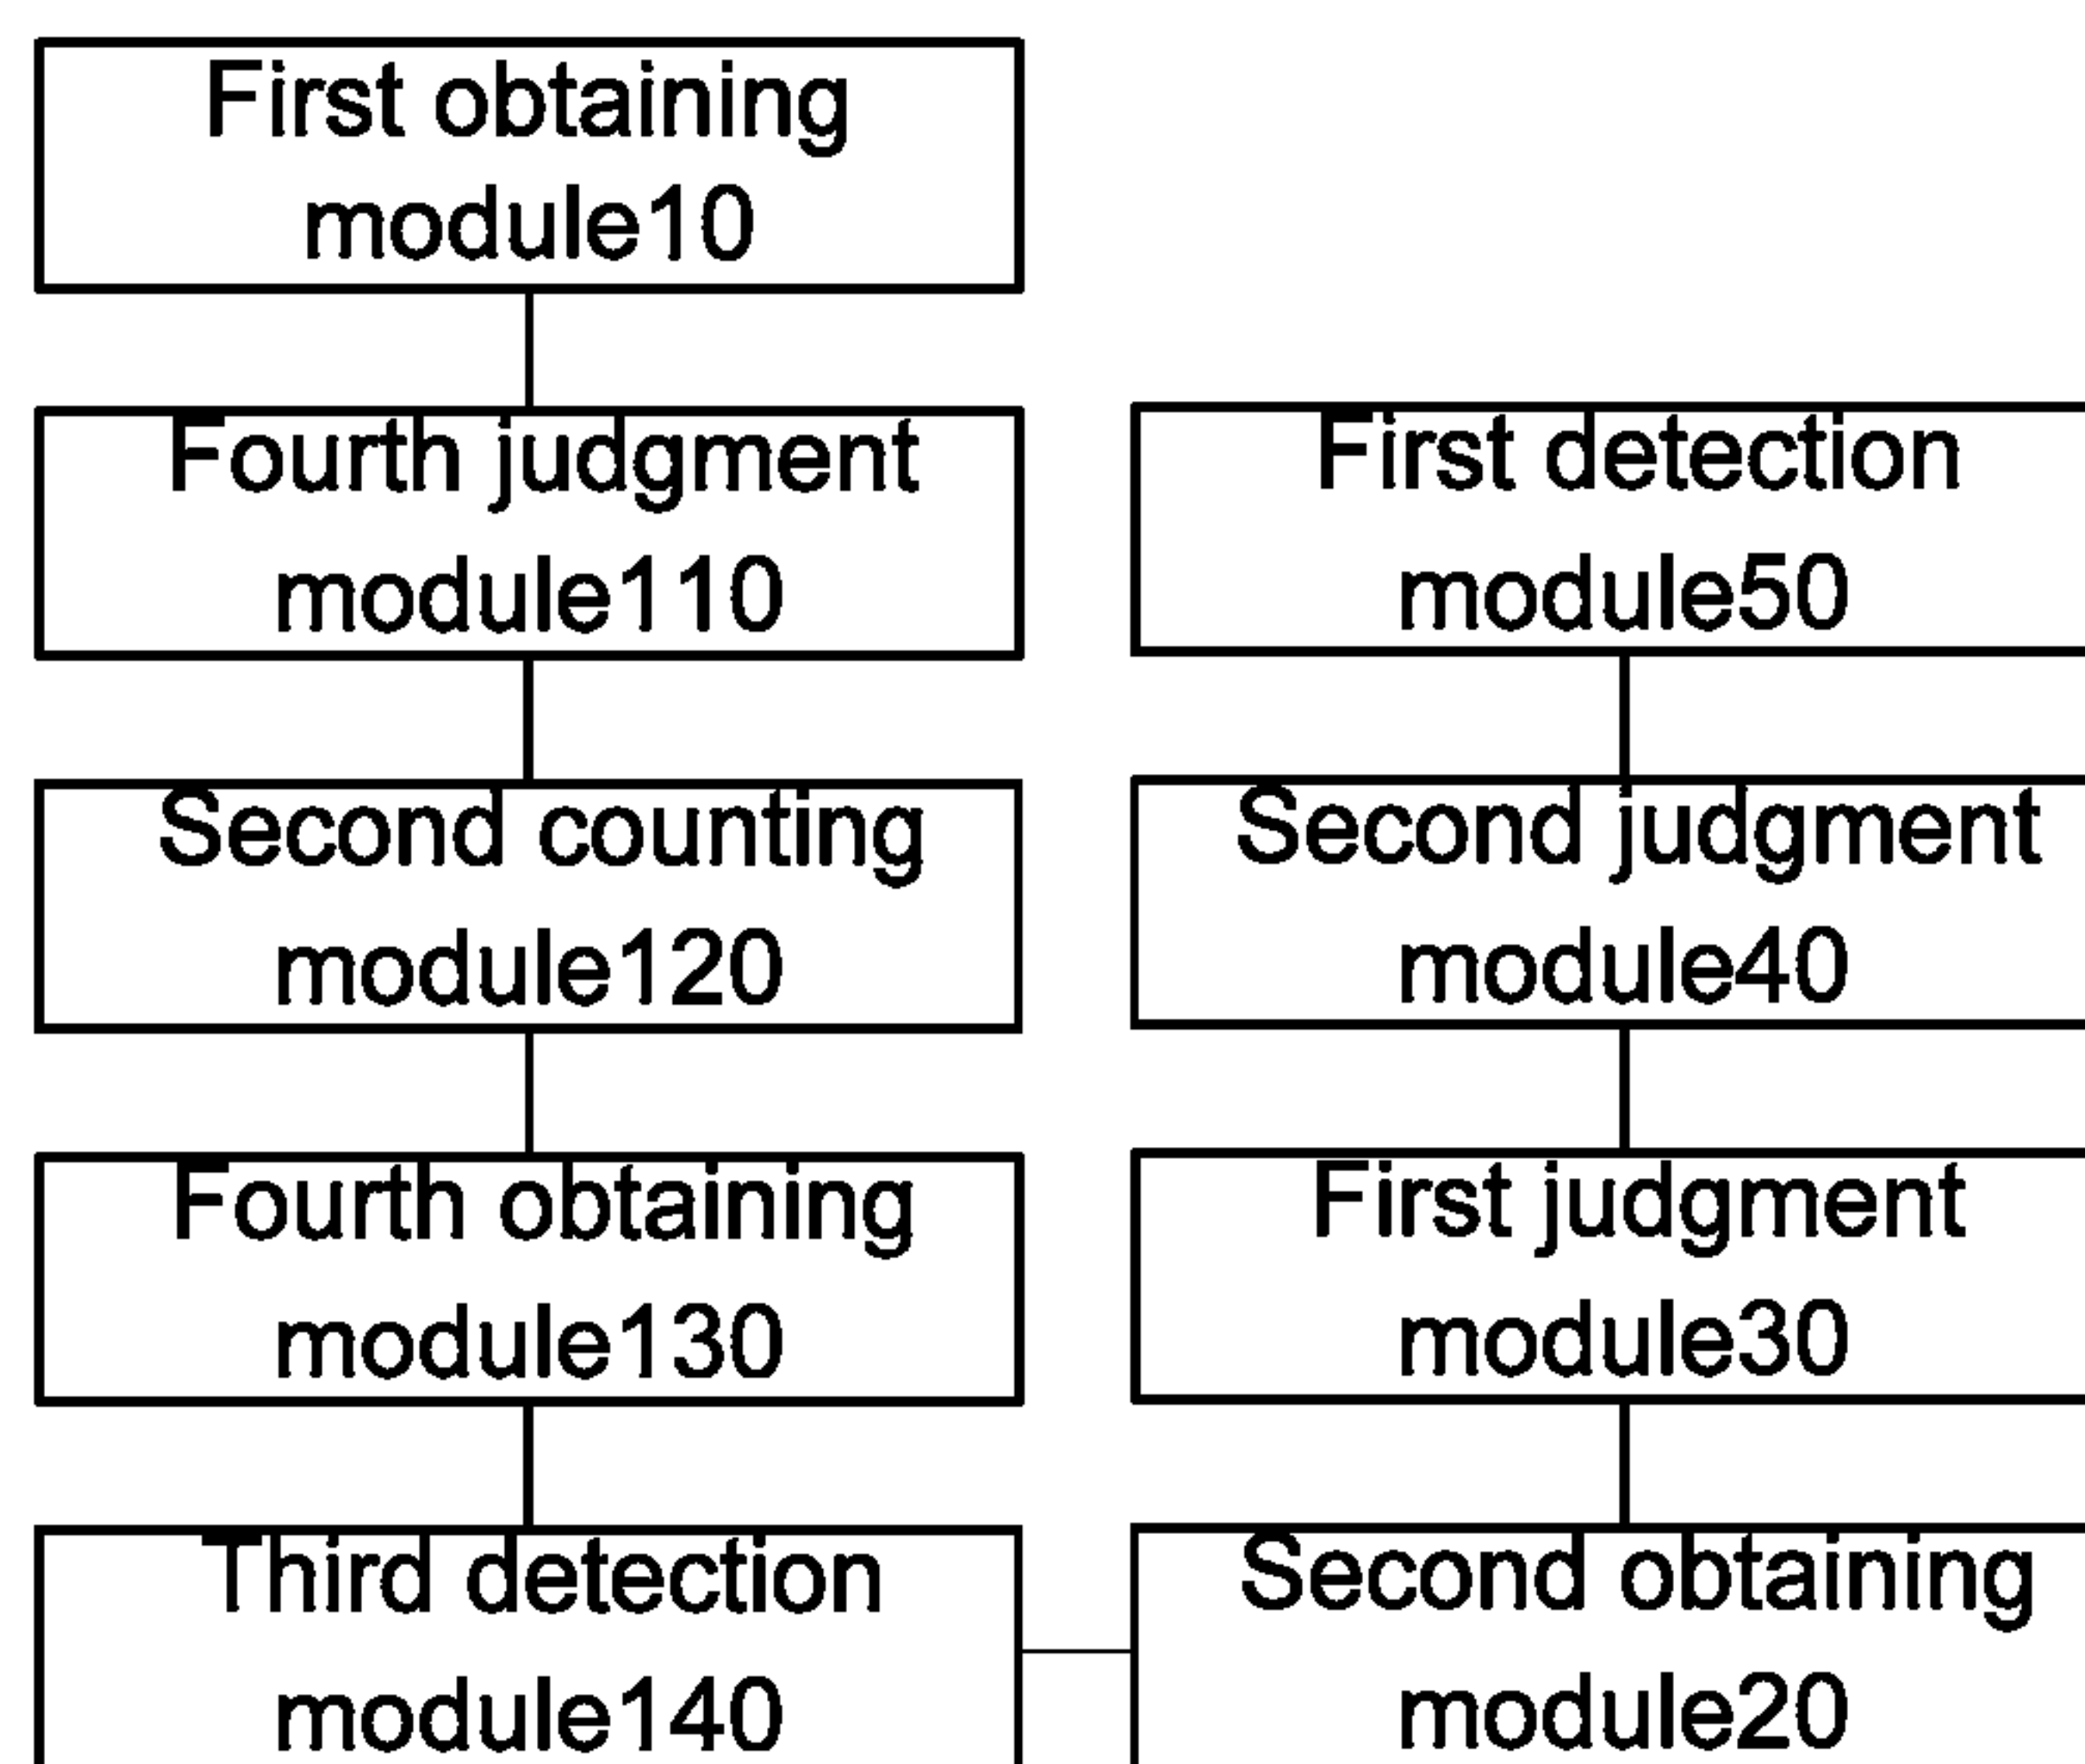 First obtaining
module10
Fourth judgment
module110
Second counting
module120
Fourth obtaining
module130
Third detection
module140
First detection
module50
Second judgment
module40
First judgment
module30
Second obtaining
module20